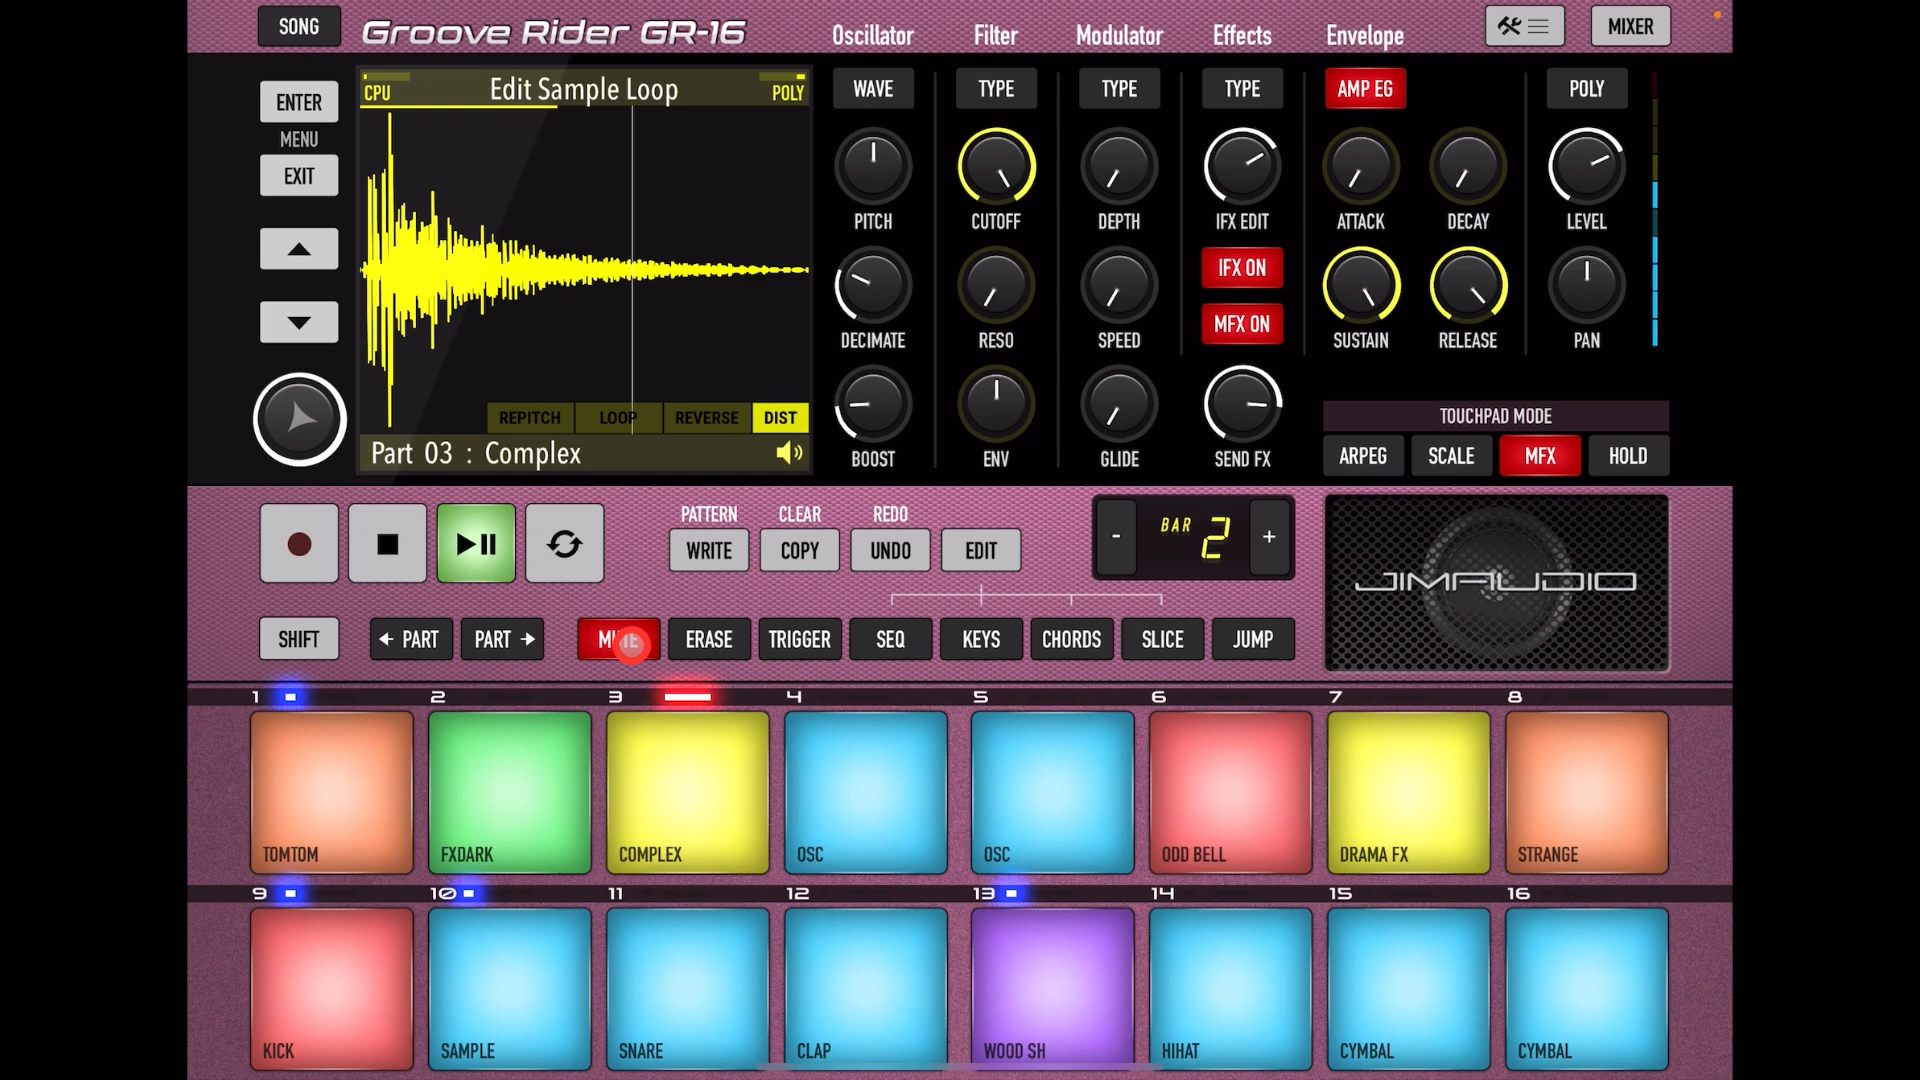 SONG
Groove Rider GR-16
Oscillator
Filter
Modulator
Effects
Envelope
MIXER
ENTER
MENU
EXIT
CPU
Edit Sample Loop
POLY
REPITCH
LOOP
REVERSE
DIST
Part 03 : Complex
WAVE
TYPE
TYPE
TYPE
AMP EG
POLY
PITCH
CUTOFF
DEPTH
IFX EDIT
ATTACK
DECAY
LEVEL
IFX ON
MFX ON
DECIMATE
RESO
SPEED
SUSTAIN
RELEASE
PAN
BOOST
ENV
GLIDE
SEND FX
TOUCHPAD MODE
ARPEG
SCALE
MFX
HOLD
PATTERN
CLEAR
REDO
WRITE
COPY
UNDO
EDIT
-
BAR 2
+
JIMAUDIO
SHIFT
PART
PART
MUTE
ERASE
TRIGGER
SEQ
KEYS
CHORDS
SLICE
JUMP
1
2
3
4
5
6
7
8
TOMTOM
FXDARK
COMPLEX
OSC
OSC
ODD BELL
DRAMA FX
STRANGE
9
10
11
12
13
14
15
16
KICK
SAMPLE
SNARE
CLAP
WOOD SH
HIHAT
CYMBAL
CYMBAL